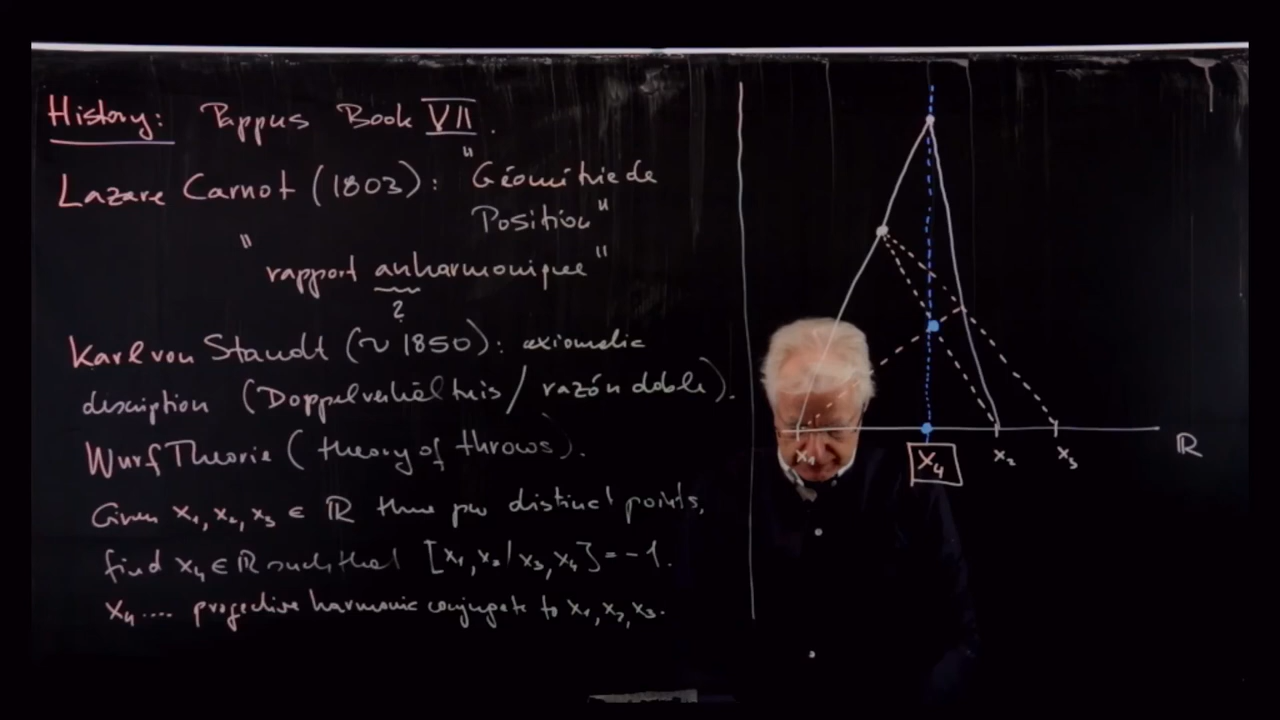 History: Pappus Book VII.
Lazare Carnot (1803): "Géométrie de
Position"
"rapport anharmonique"
?
Karl von Staudt (~ 1850): axiomatic
discription (Doppelverhältnis / razón doble).
Wurf Theorie (theory of throws).
Given x₁, x₂, x₃ ∈ ℝ three pw distinct points,
find x₄ ∈ ℝ such that [x₁, x₂ / x₃, x₄] = -1.
x₄ .... projective harmonic conjugate to x₁, x₂, x₃.
x₁ x₄ x₂ x₃ ℝ